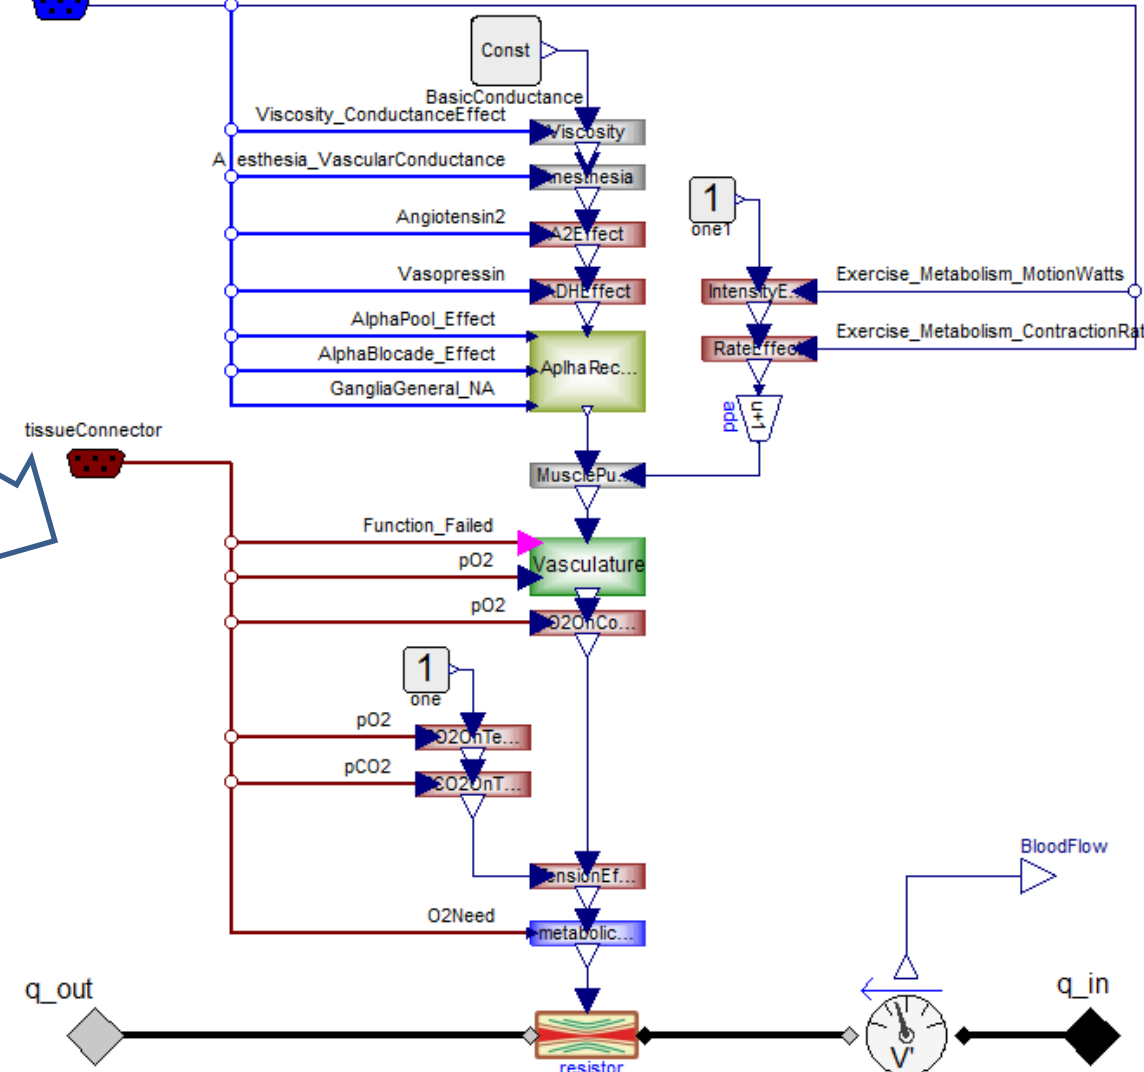 Const
BasicConductance
Viscosity_ConductanceEffect
Viscosity
A esthesia_VascularConductance
nesthesia
1
one1
Angiotensin2
A2Effect
Vasopressin
ADHEffect
Exercise_Metabolism_MotionWatts
IntensityE...
AlphaPool_Effect
Exercise_Metabolism_ContractionRat
RateEffec
AlphaBlocade_Effect
AplhaRec...
GangliaGeneral_NA
add
u+1
tissueConnector
MusclePu...
Function_Failed
pO2
Vasculature
pO2
O2OnCo...
1
one
pO2
O2OnTe...
pCO2
CO2OnT...
BloodFlow
ensionEf...
O2Need
metabolic...
q_out
q_in
V'
resistor